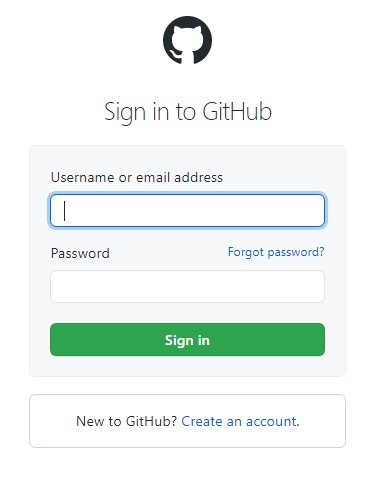 Sign in to GitHub
Username or email address
Password Forgot password?
Sign in
New to GitHub? Create an account.